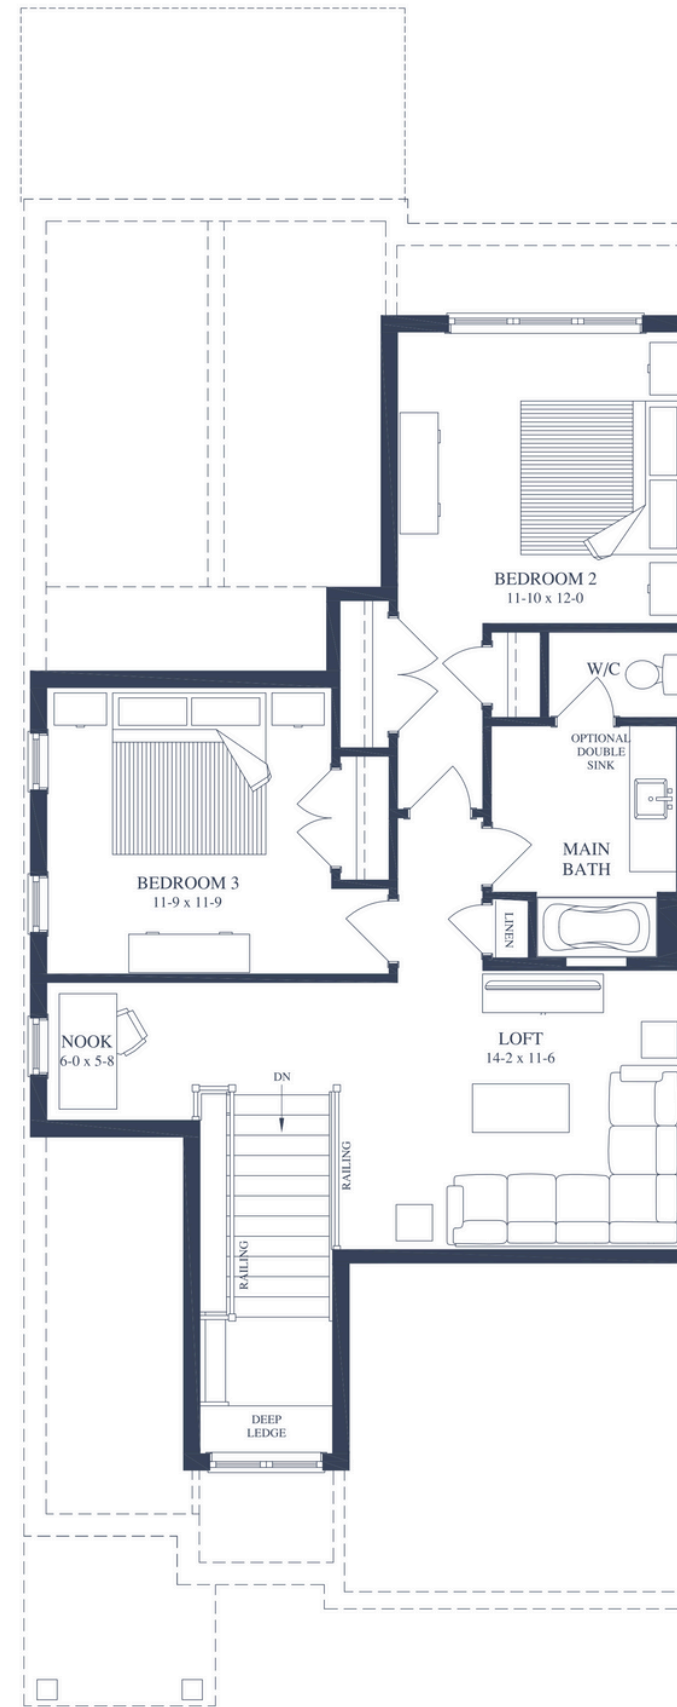 BEDROOM 2
11-10 x 12-0
W/C
OPTIONAL
DOUBLE
SINK
MAIN
BATH
BEDROOM 3
11-9 x 11-9
LINEN
NOOK
6-0 x 5-8
LOFT
14-2 x 11-6
DN
RAILING
RAILING
DEEP
LEDGE